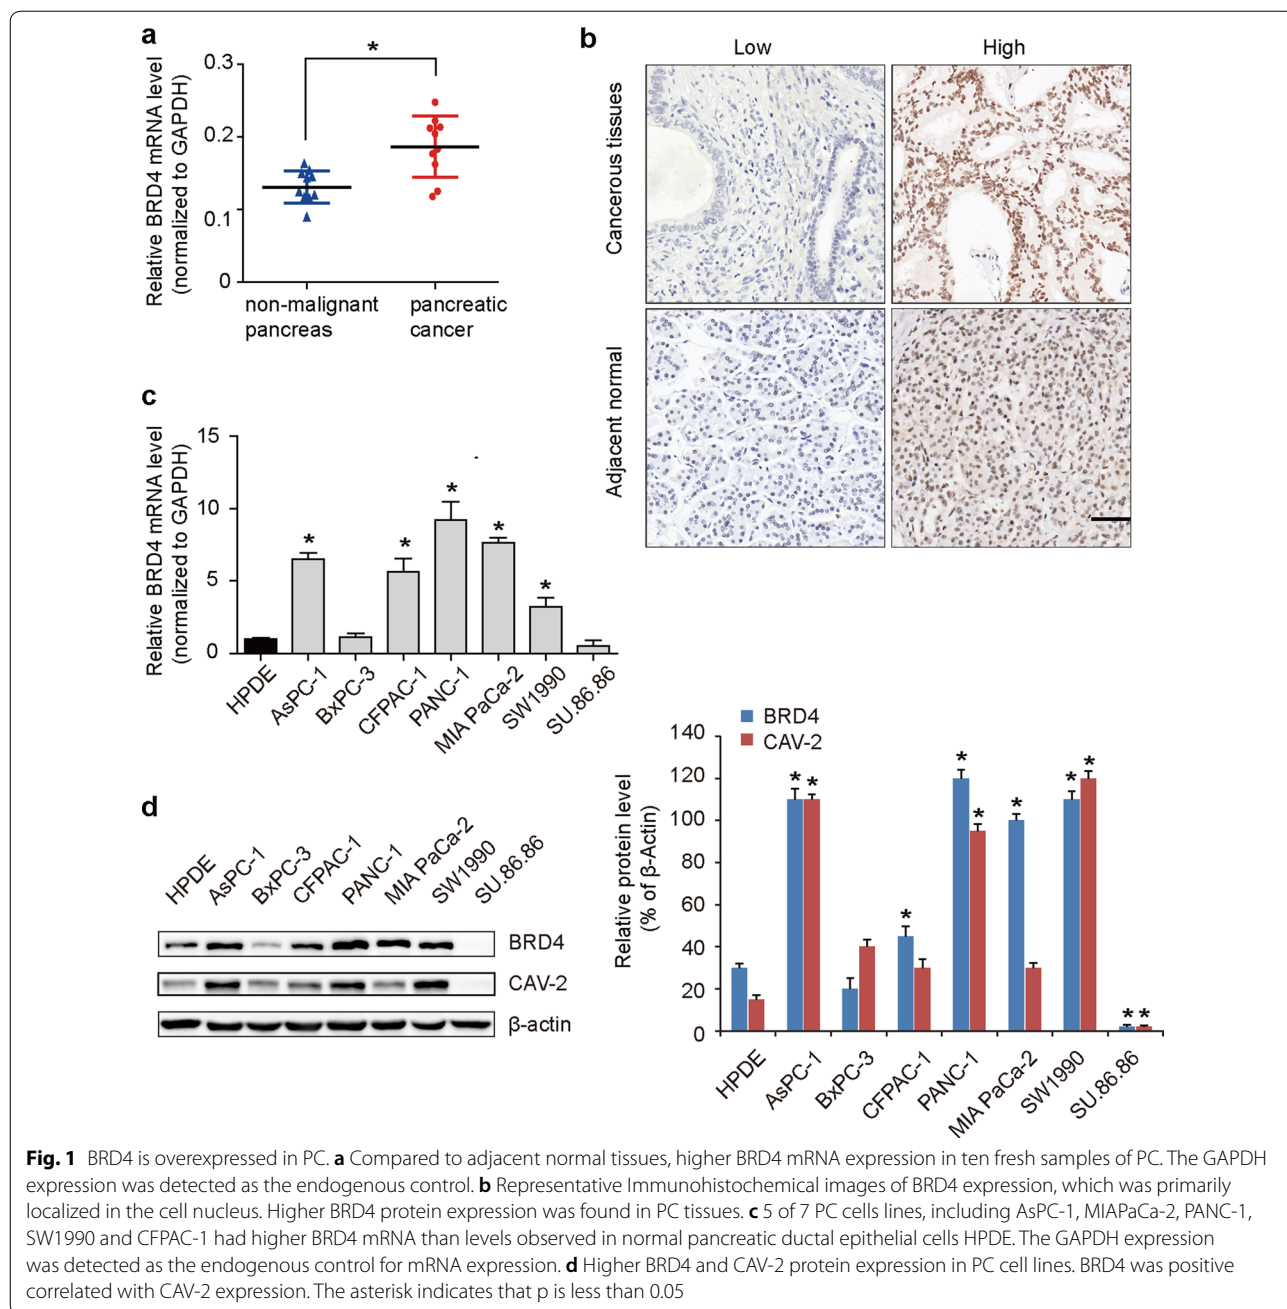 a
Relative BRD4 mRNA level
(normalized to GAPDH)
0.3
0.2
0.1
0
*
non-malignant
pancreas
pancreatic
cancer
b
Low
High
Cancerous tissues
Adjacent normal
c
Relative BRD4 mRNA level
(normalized to GAPDH)
15
10
5
0
*
*
*
*
*
HPDE
AsPC-1
BxPC-3
CFPAC-1
PANC-1
MIA PaCa-2
SW1990
SU.86.86
d
HPDE
AsPC-1
BxPC-3
CFPAC-1
PANC-1
MIA PaCa-2
SW1990
SU.86.86
BRD4
CAV-2
β-actin
BRD4
CAV-2
Relative protein level
(% of β-Actin)
140
120
100
80
60
40
20
0
*
*
*
*
*
*
*
*
*
*
HPDE
AsPC-1
BxPC-3
CFPAC-1
PANC-1
MIA PaCa-2
SW1990
SU.86.86
Fig. 1 BRD4 is overexpressed in PC. a Compared to adjacent normal tissues, higher BRD4 mRNA expression in ten fresh samples of PC. The GAPDH
expression was detected as the endogenous control. b Representative Immunohistochemical images of BRD4 expression, which was primarily
localized in the cell nucleus. Higher BRD4 protein expression was found in PC tissues. c 5 of 7 PC cells lines, including AsPC-1, MIAPaCa-2, PANC-1,
SW1990 and CFPAC-1 had higher BRD4 mRNA than levels observed in normal pancreatic ductal epithelial cells HPDE. The GAPDH expression
was detected as the endogenous control for mRNA expression. d Higher BRD4 and CAV-2 protein expression in PC cell lines. BRD4 was positive
correlated with CAV-2 expression. The asterisk indicates that p is less than 0.05